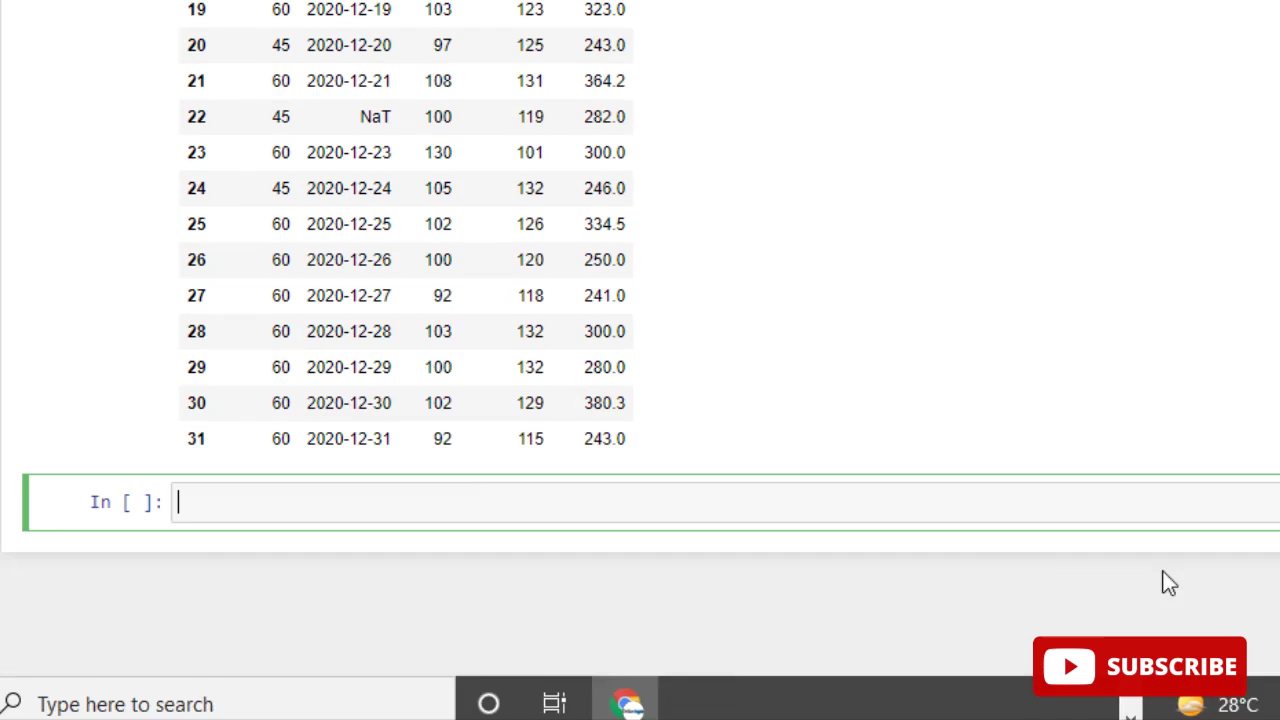 19 60 2020-12-19 103 123 323.0
20 45 2020-12-20 97 125 243.0
21 60 2020-12-21 108 131 364.2
22 45 NaT 100 119 282.0
23 60 2020-12-23 130 101 300.0
24 45 2020-12-24 105 132 246.0
25 60 2020-12-25 102 126 334.5
26 60 2020-12-26 100 120 250.0
27 60 2020-12-27 92 118 241.0
28 60 2020-12-28 103 132 300.0
29 60 2020-12-29 100 132 280.0
30 60 2020-12-30 102 129 380.3
31 60 2020-12-31 92 115 243.0
In [ ]:
SUBSCRIBE
Type here to search
28°C